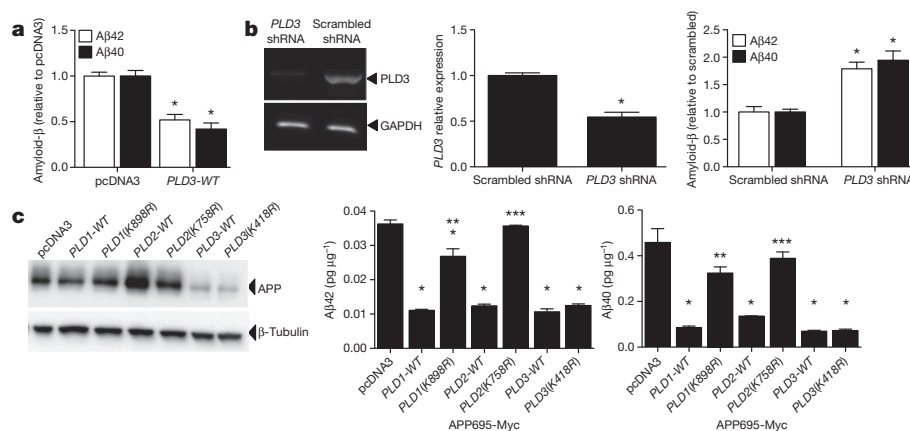 a
Amyloid-β (relative to pcDNA3)
1.5
1.0
0.5
0.0
Aβ42
Aβ40
*
*
pcDNA3
PLD3-WT
b
PLD3
shRNA
Scrambled
shRNA
PLD3
GAPDH
PLD3 relative expression
1.5
1.0
0.5
0.0
*
Scrambled shRNA
PLD3 shRNA
Amyloid-β (relative to scrambled)
2.5
2.0
1.5
1.0
0.5
0.0
Aβ42
Aβ40
*
*
Scrambled shRNA
PLD3 shRNA
c
pcDNA3
PLD1-WT
PLD1(K898R)
PLD2-WT
PLD2(K758R)
PLD3-WT
PLD3(K418R)
APP
β-Tubulin
Aβ42 (pg μg⁻¹)
0.04
0.03
0.02
0.01
0.00
*
**
*
*
***
*
*
pcDNA3
PLD1-WT
PLD1(K898R)
PLD2-WT
PLD2(K758R)
PLD3-WT
PLD3(K418R)
APP695-Myc
Aβ40 (pg μg⁻¹)
0.6
0.4
0.2
0.0
*
**
*
***
*
*
pcDNA3
PLD1-WT
PLD1(K898R)
PLD2-WT
PLD2(K758R)
PLD3-WT
PLD3(K418R)
APP695-Myc